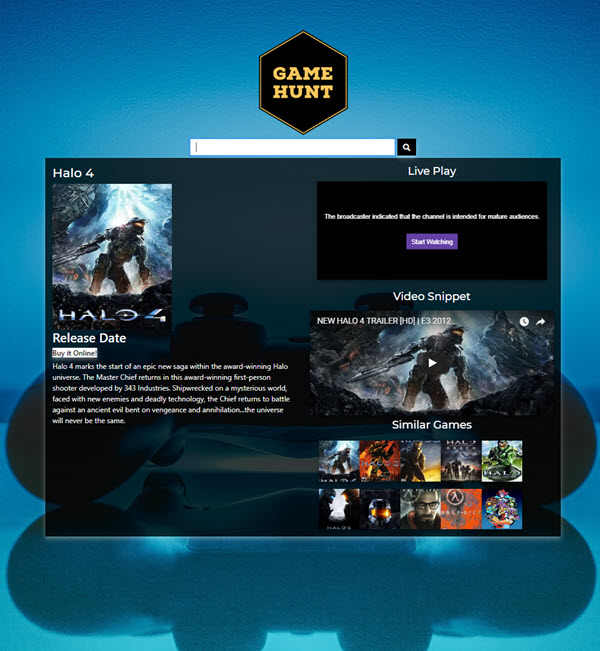 GAME
HUNT
Halo 4
HALO 4
Release Date
Buy it Online!
Halo 4 marks the start of an epic new saga within the award-winning Halo
universe. The Master Chief returns in this award-winning first-person
shooter developed by 343 Industries. Shipwrecked on a mysterious world,
faced with new enemies and deadly technology, the Chief returns to battle
against an ancient evil bent on vengeance and annihilation...the universe
will never be the same.
Live Play
The broadcaster indicated that the channel is intended for mature audiences.
Start Watching
Video Snippet
NEW HALO 4 TRAILER [HD] | E3 2012
Similar Games